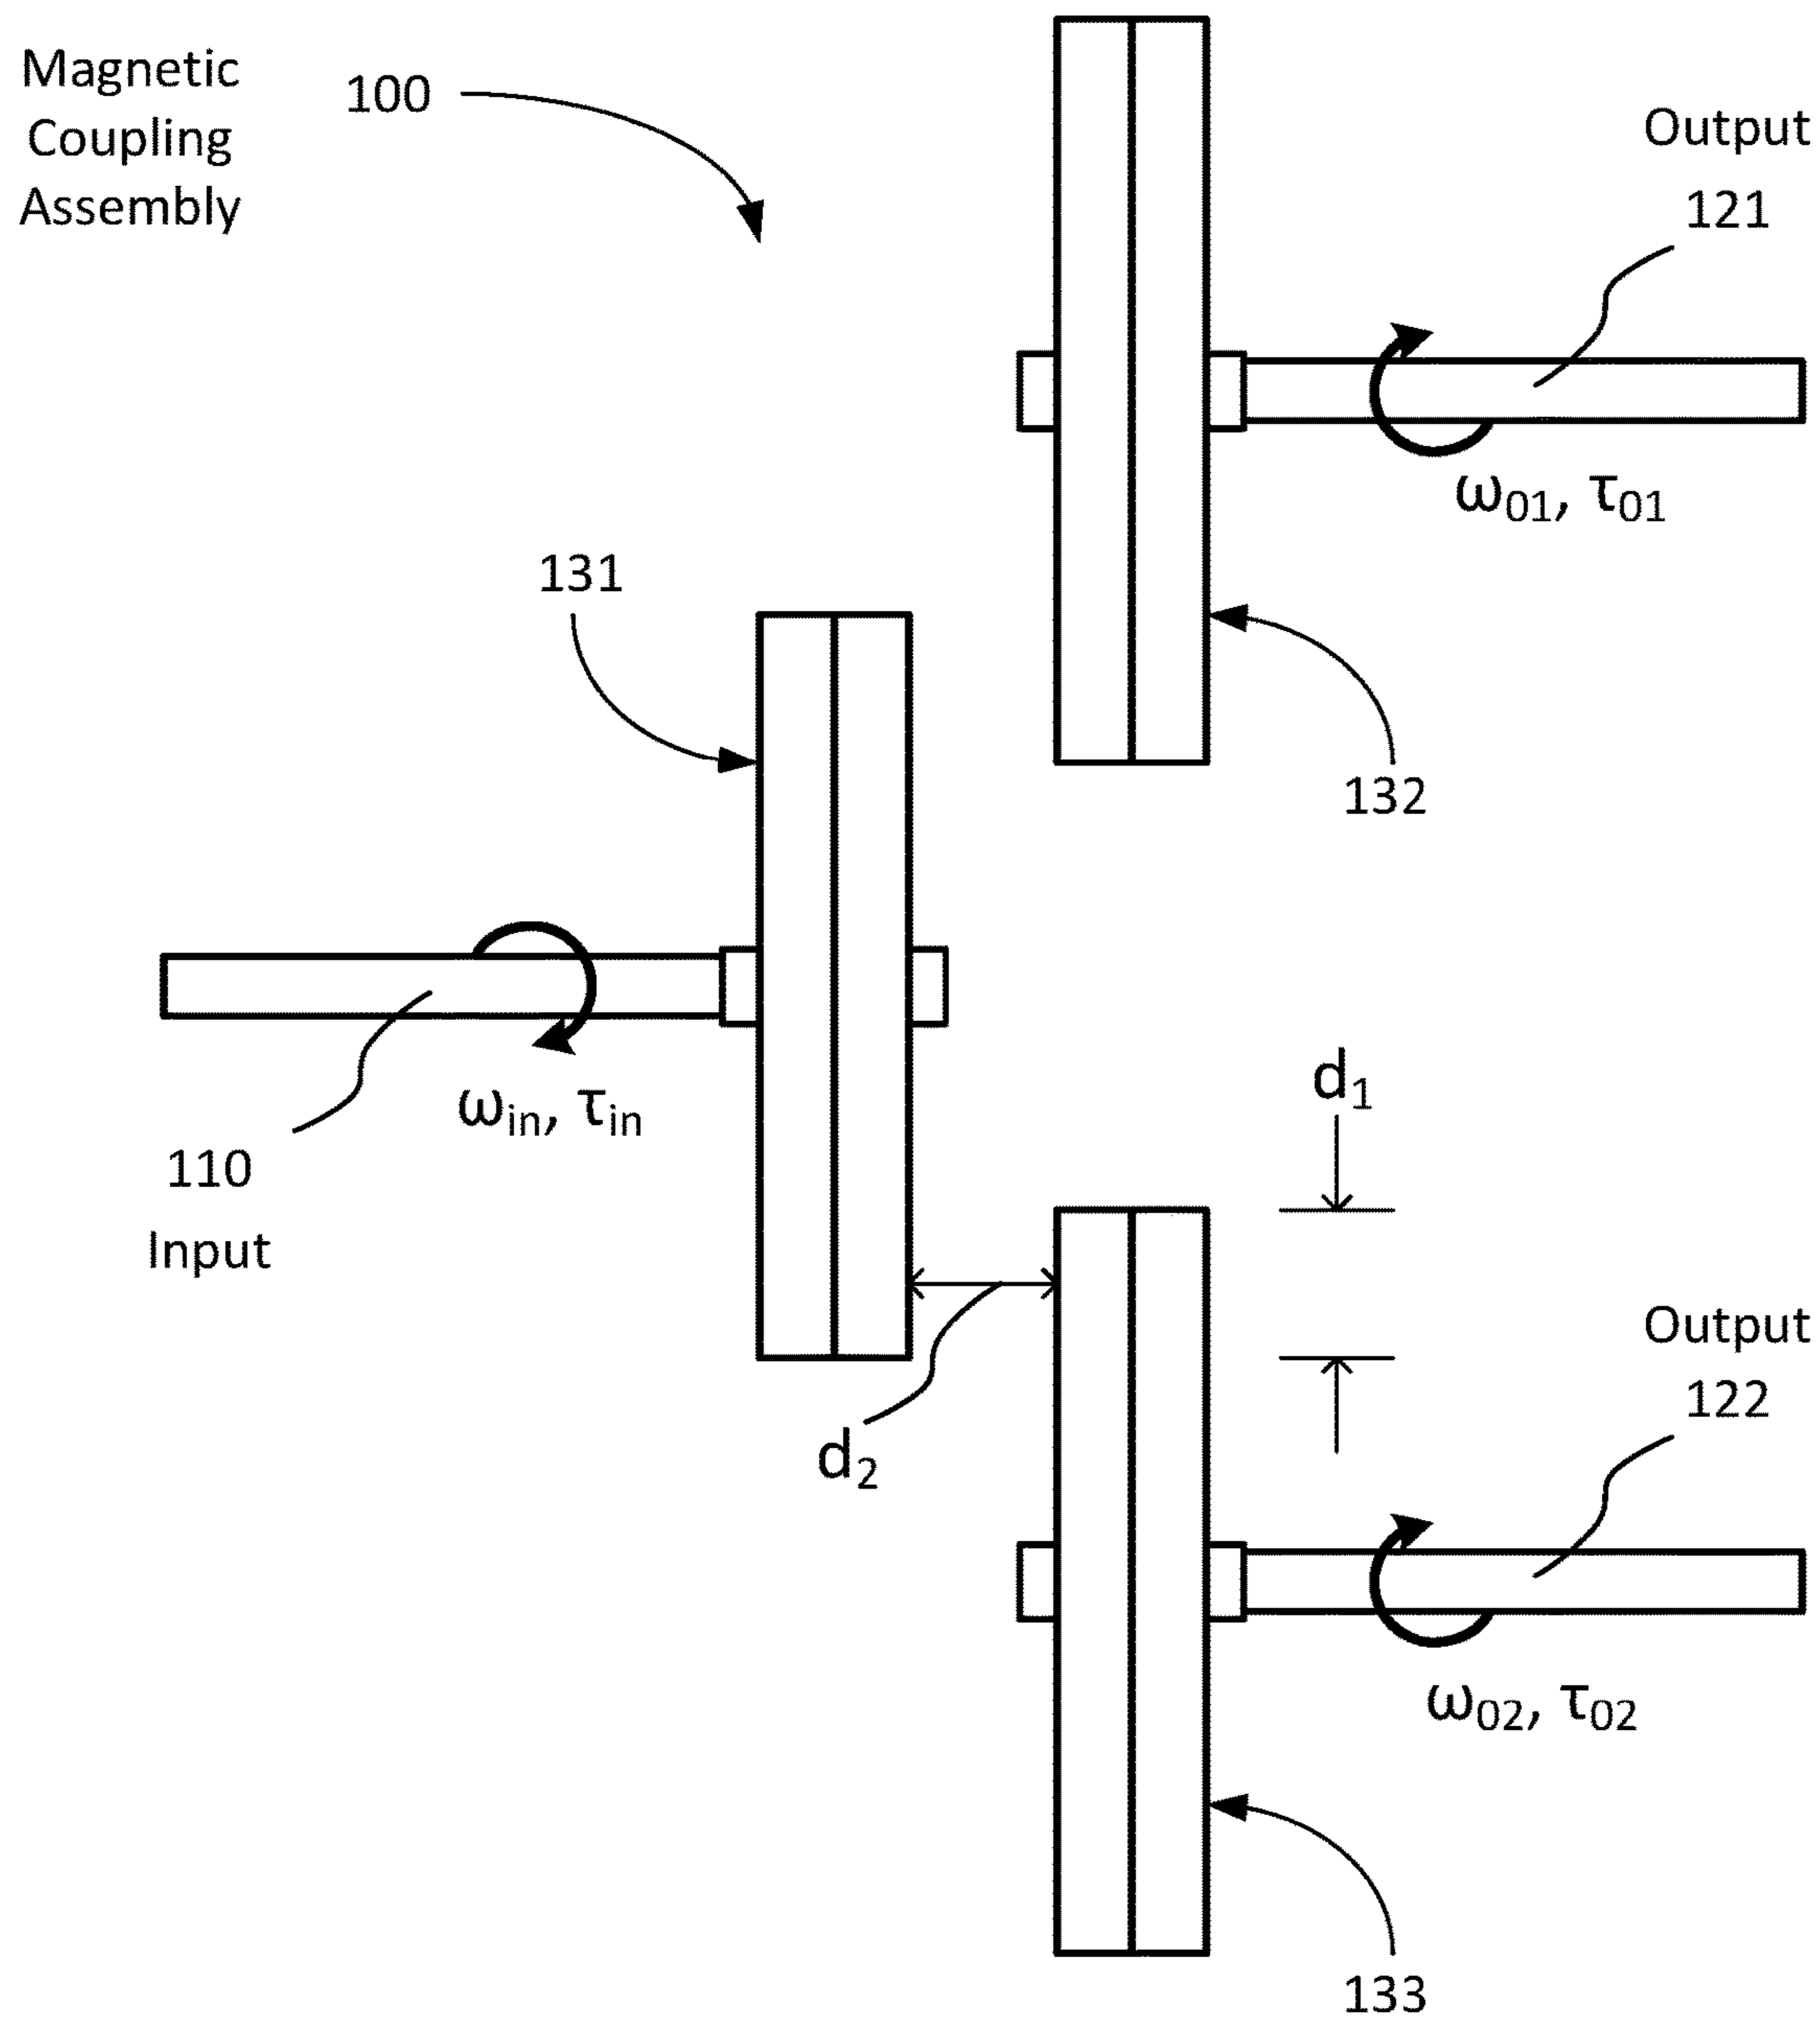 Magnetic
Coupling
Assembly
100
Output
121
ω01, τ01
131
132
ωin, τin
110
Input
d1
d2
Output
122
ω02, τ02
133